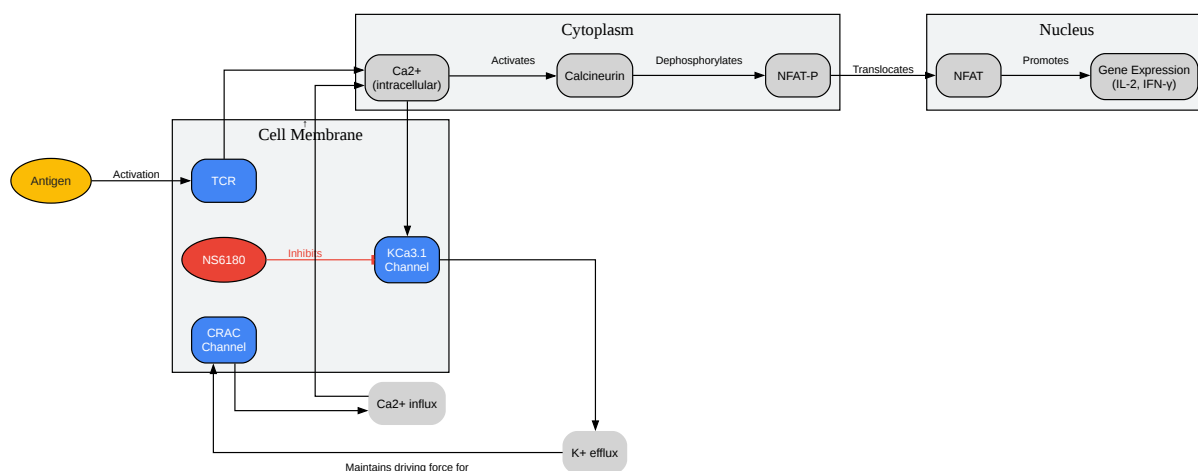 Cytoplasm
Nucleus
Ca2+
(intracellular)
Activates
Calcineurin
Dephosphorylates
NFAT-P
Translocates
NFAT
Promotes
Gene Expression
(IL-2, IFN-γ)
↑
Cell Membrane
Antigen
Activation
TCR
NS6180
Inhibits
KCa3.1
Channel
CRAC
Channel
Ca2+ influx
K+ efflux
Maintains driving force for